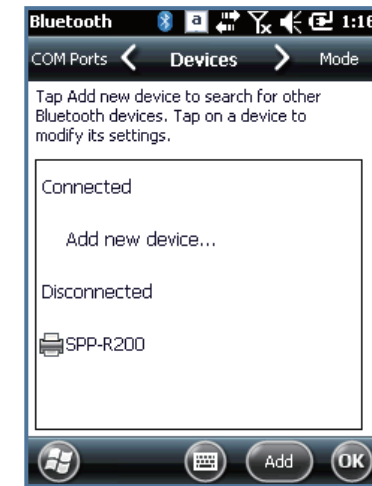 Bluetooth a 1:16
COM Ports Devices Mode
Tap Add new device to search for other
Bluetooth devices. Tap on a device to
modify its settings.
Connected
Add new device...
Disconnected
SPP-R200
Add OK